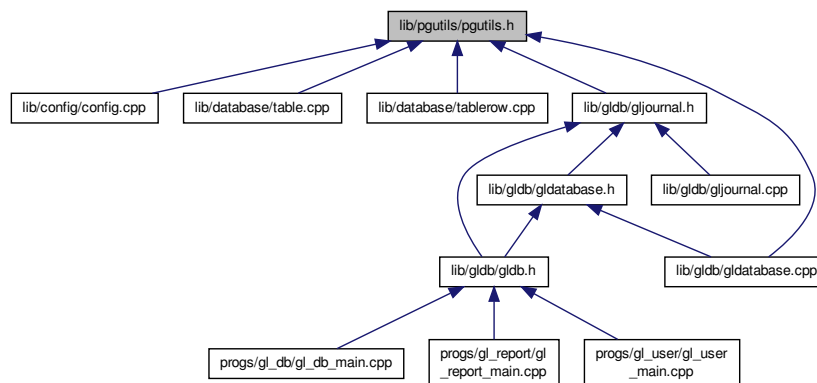 lib/pgutils/pgutils.h
lib/config/config.cpp
lib/database/table.cpp
lib/database/tablerow.cpp
lib/gldb/gljournal.h
lib/gldb/gldatabase.h
lib/gldb/gljournal.cpp
lib/gldb/gldb.h
lib/gldb/gldatabase.cpp
progs/gl_db/gl_db_main.cpp
progs/gl_report/gl
_report_main.cpp
progs/gl_user/gl_user
_main.cpp